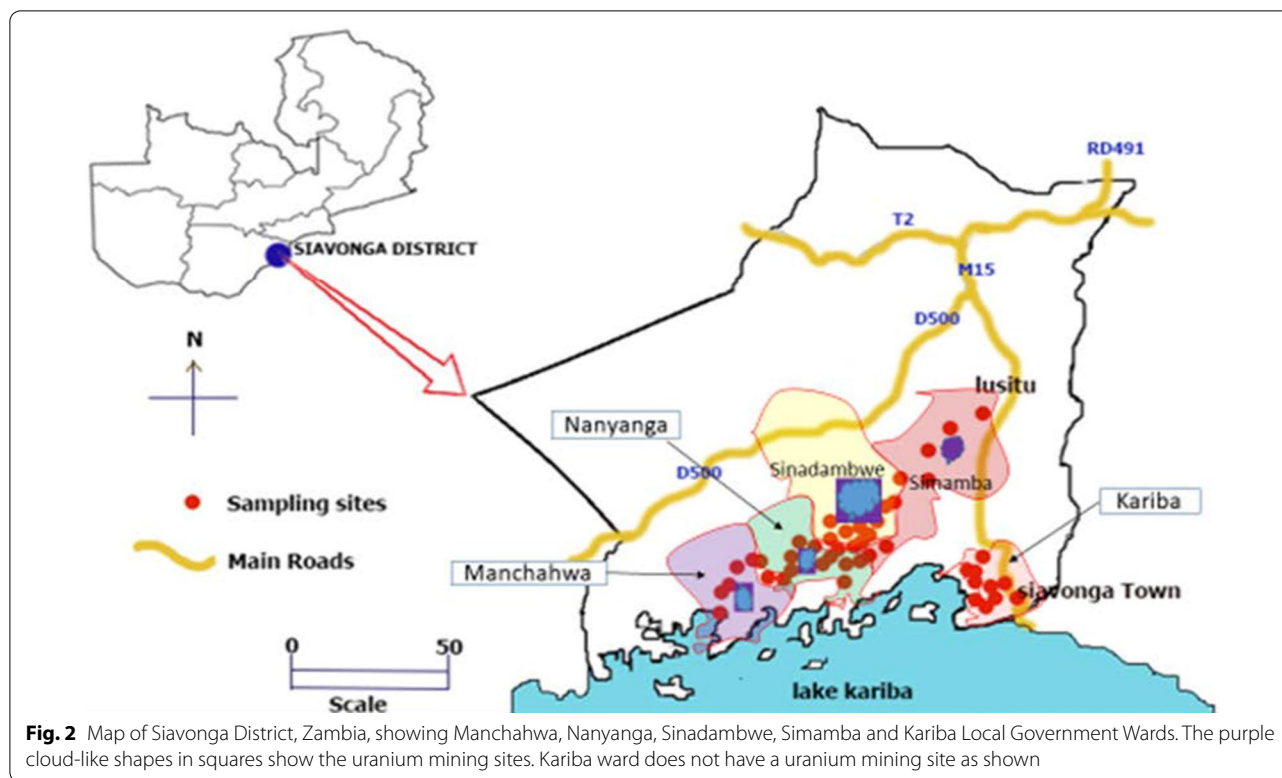 RD491
T2
SIAVONGA DISTRICT
M15
N
D500
lusitu
Nanyanga
Sinadambwe
D500
Simamba
Sampling sites
Kariba
Main Roads
Manchahwa
siavonga Town
0 50
Scale
lake kariba
Fig. 2 Map of Siavonga District, Zambia, showing Manchahwa, Nanyanga, Sinadambwe, Simamba and Kariba Local Government Wards. The purple
cloud-like shapes in squares show the uranium mining sites. Kariba ward does not have a uranium mining site as shown